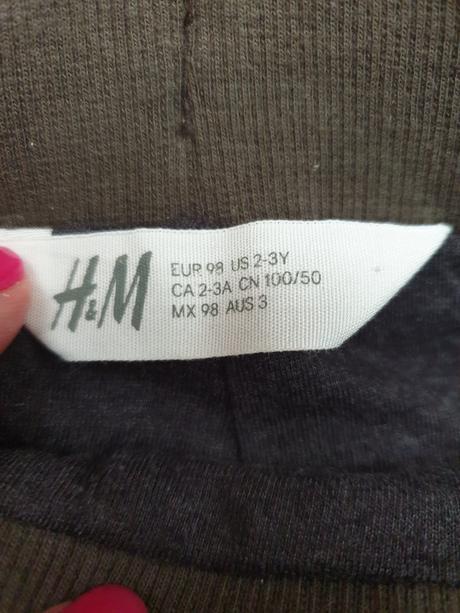 H&M
EUR 98 US 2-3Y
CA 2-3A CN 100/50
MX 98 AUS 3